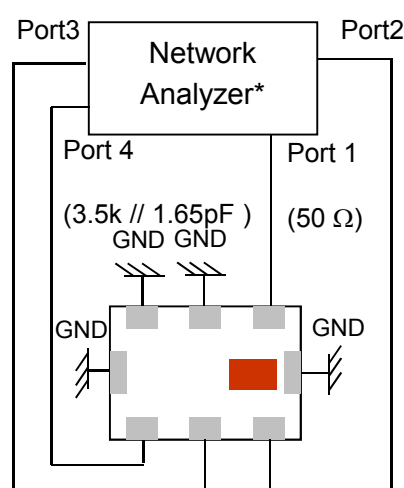 Port3
Port2
Network
Analyzer*
Port 4
Port 1
(3.5k // 1.65pF )
(50 Ω)
GND GND
GND
GND